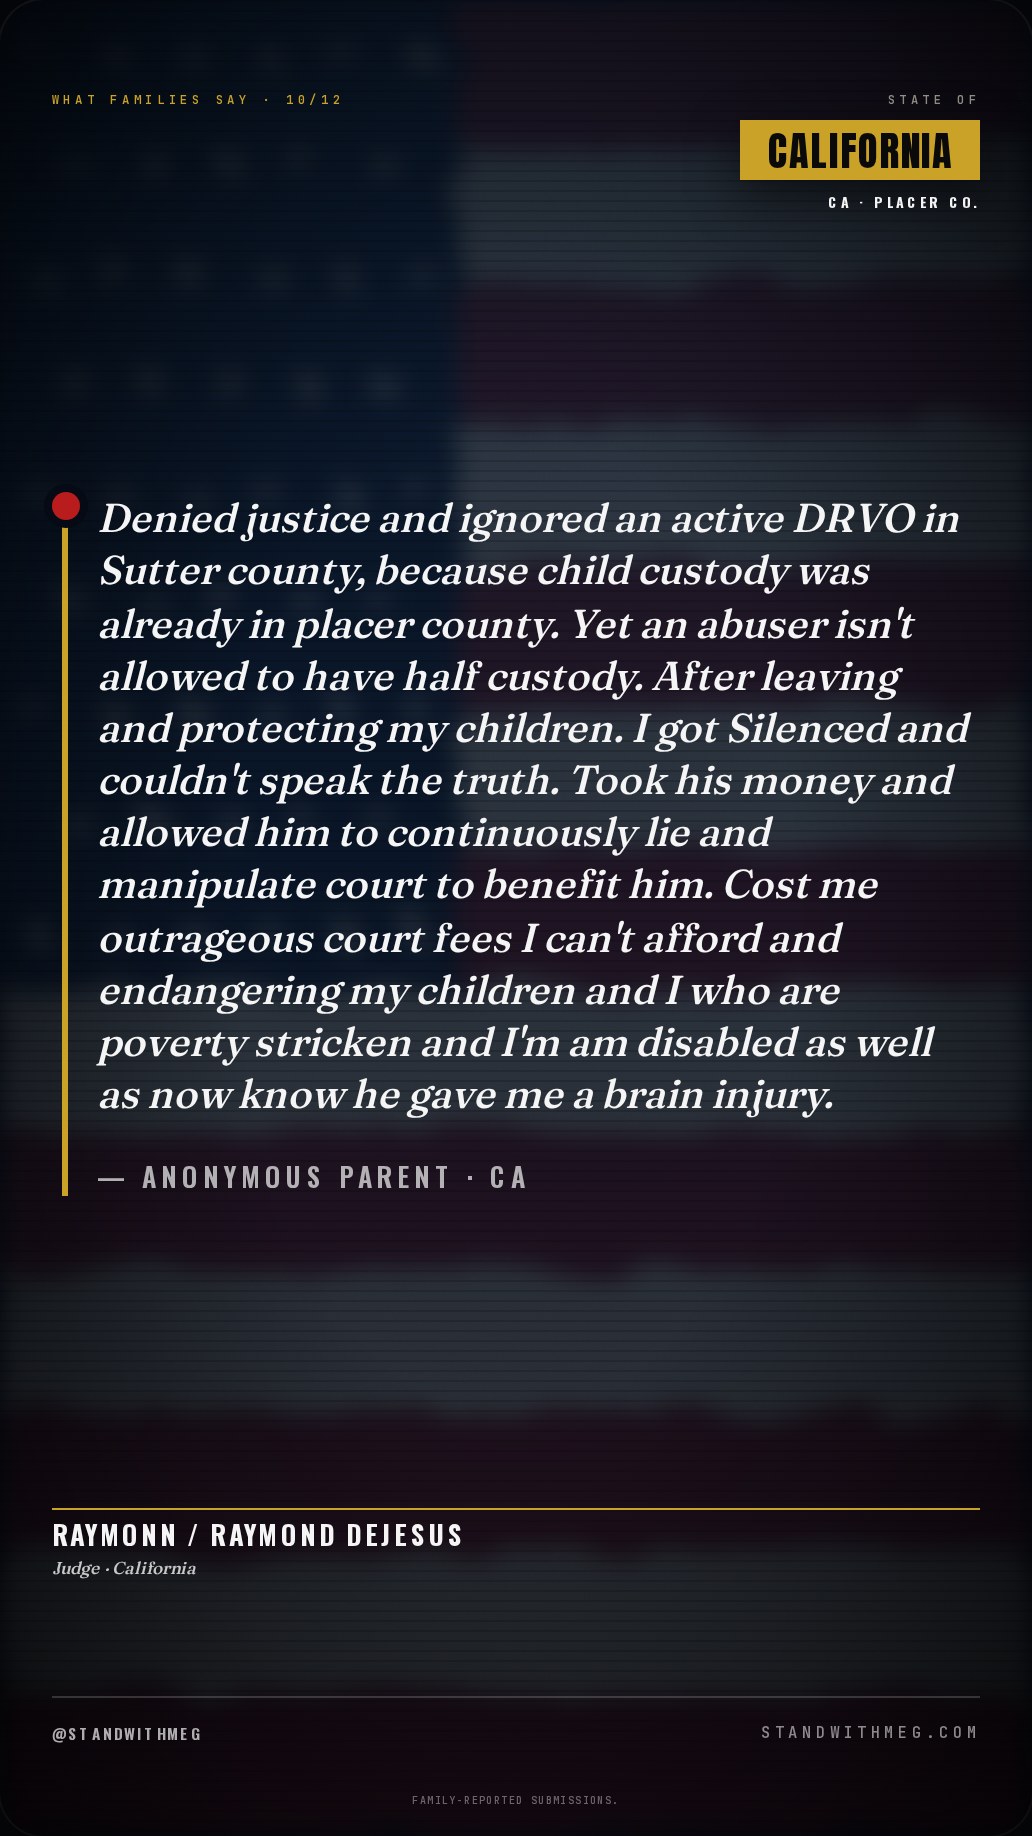 WHAT FAMILIES SAY · 10/12
STATE OF
CALIFORNIA
CA · PLACER CO.
Denied justice and ignored an active DRVO in
Sutter county, because child custody was
already in placer county. Yet an abuser isn't
allowed to have half custody. After leaving
and protecting my children. I got Silenced and
couldn't speak the truth. Took his money and
allowed him to continuously lie and
manipulate court to benefit him. Cost me
outrageous court fees I can't afford and
endangering my children and I who are
poverty stricken and I'm am disabled as well
as now know he gave me a brain injury.
— ANONYMOUS PARENT · CA
RAYMONN / RAYMOND DEJESUS
Judge · California
@STANDWITHMEG
STANDWITHMEG.COM
FAMILY-REPORTED SUBMISSIONS.